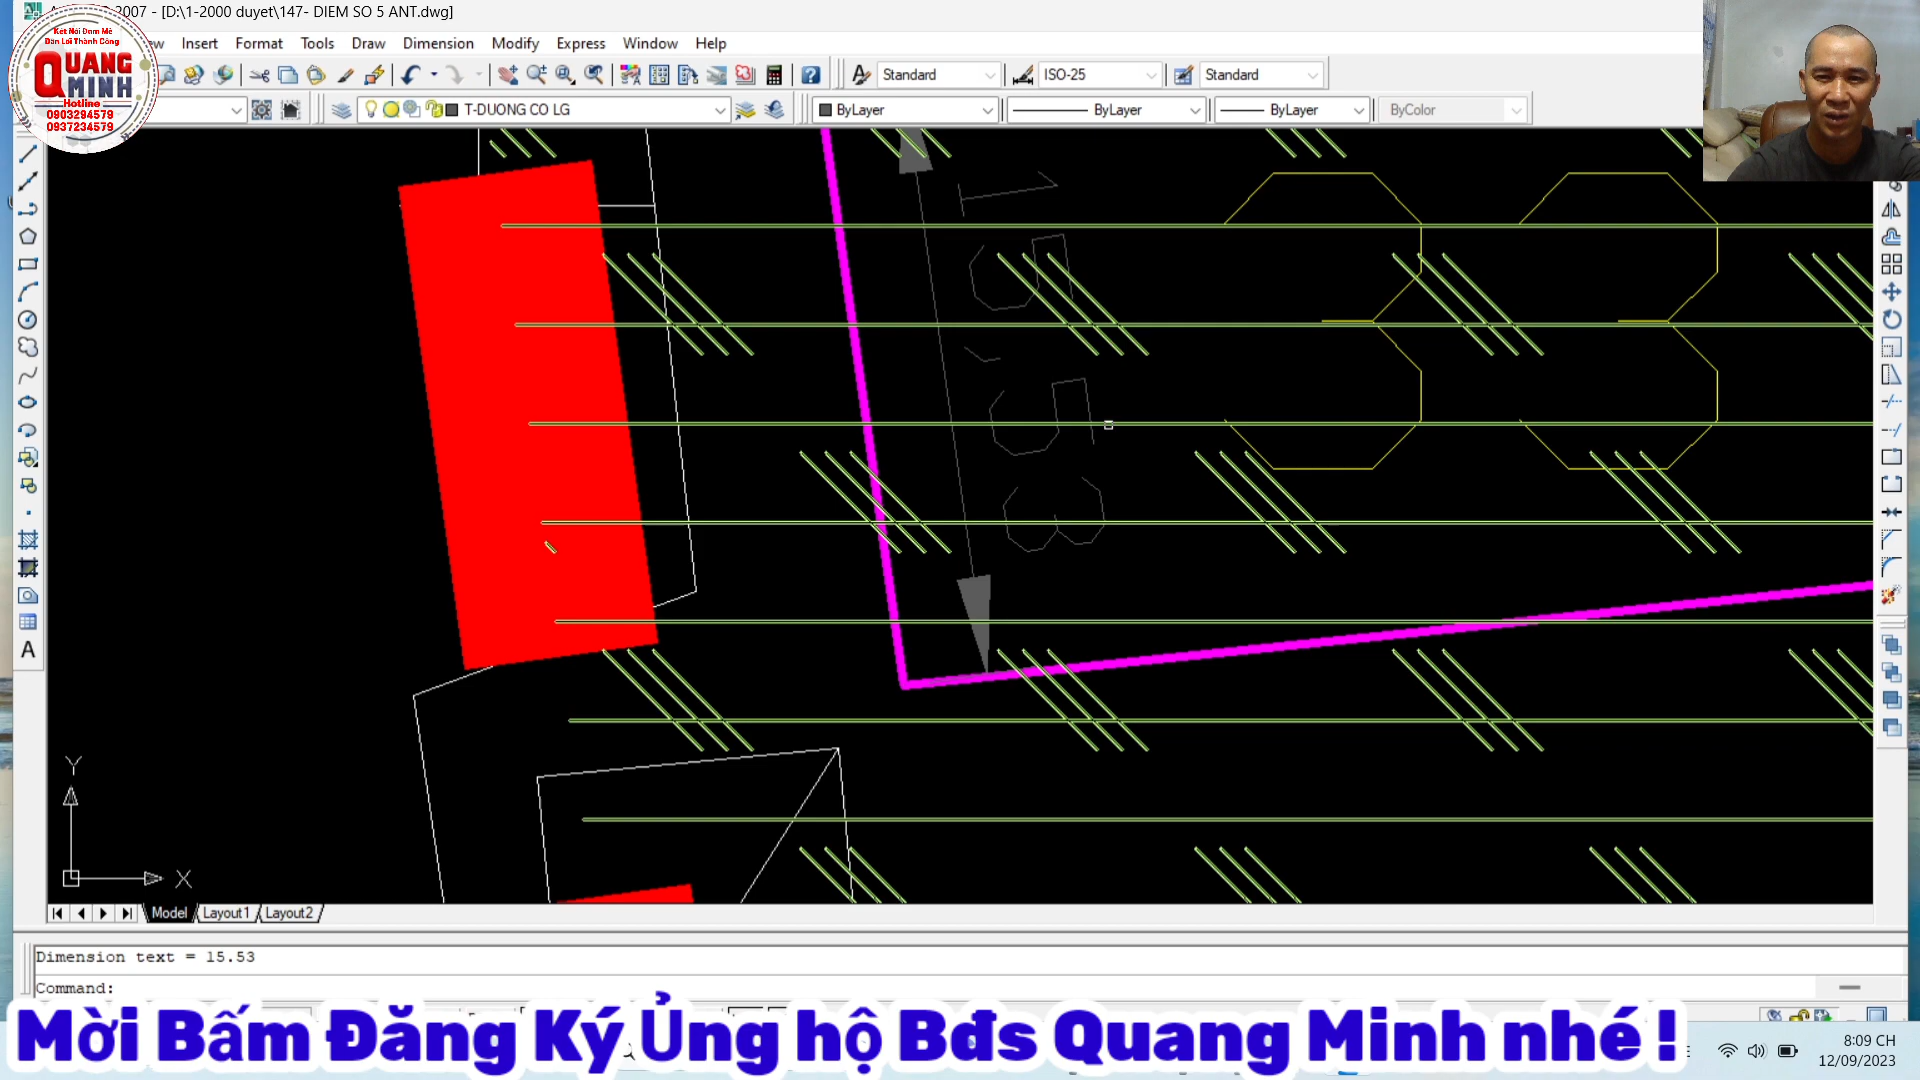 2007 - [D:\1-2000 duyet\147- DIEM SO 5 ANT.dwg]
Insert Format Tools Draw Dimension Modify Express Window Help
Kết Nối Đam Mê
Dẫn Lối Thành Công
QUANG
MINH
Hotline
0903294579
0937234579
Standard ISO-25 Standard
T-DUONG CO LG ByLayer ByLayer ByLayer ByColor
15.53
Y
X
Model Layout1 Layout2
Dimension text = 15.53
Command:
Mời Bấm Đăng Ký Ủng hộ Bđs Quang Minh nhé !
8:09 CH
12/09/2023